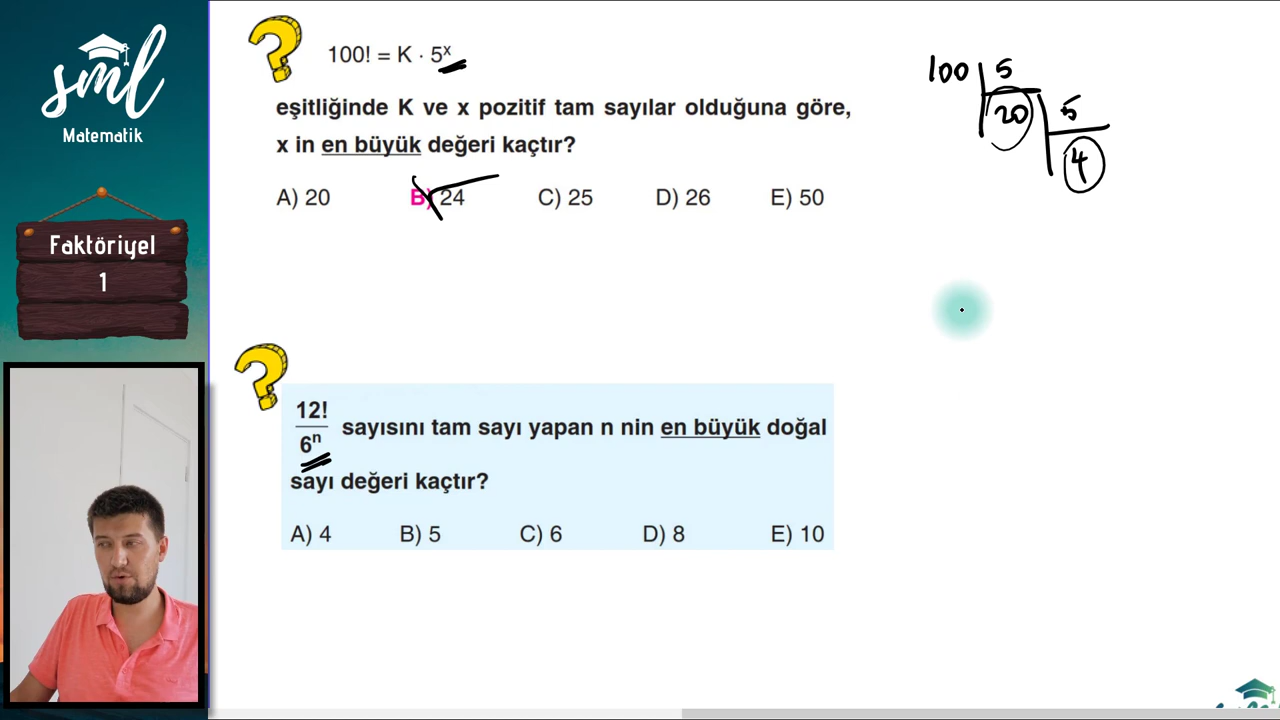 sml
Matematik
Faktöriyel
1
100! = K · 5ˣ
eşitliğinde K ve x pozitif tam sayılar olduğuna göre,
x in en büyük değeri kaçtır?
A) 20 B) 24 C) 25 D) 26 E) 50
100 5
20 5
4
12!
6ⁿ
sayısını tam sayı yapan n nin en büyük doğal
sayı değeri kaçtır?
A) 4 B) 5 C) 6 D) 8 E) 10